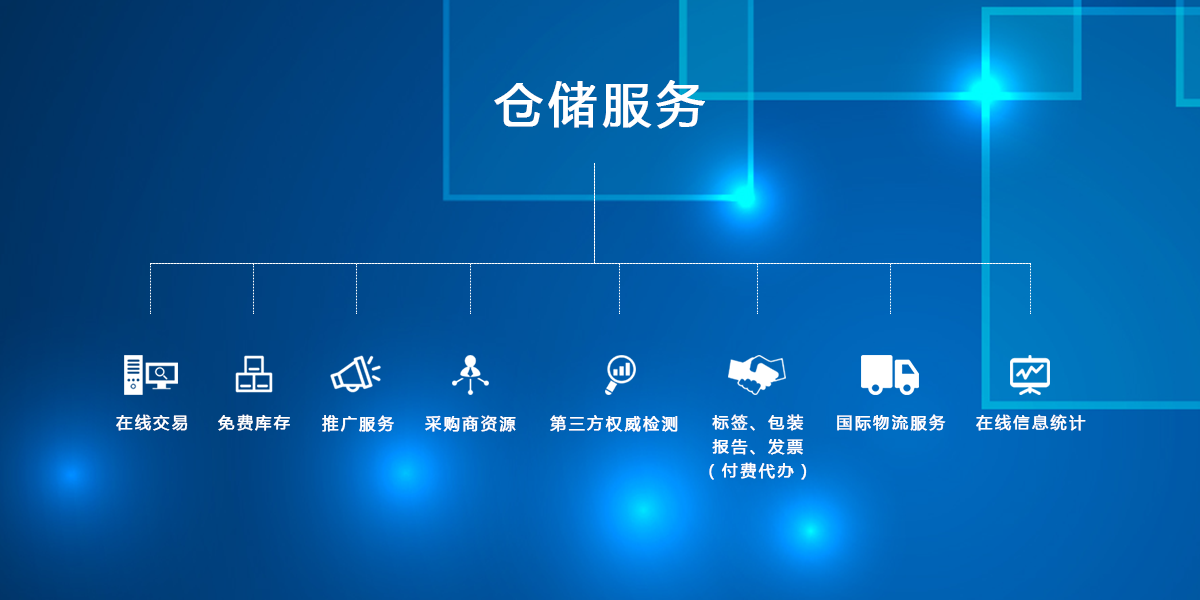 仓储服务
在线交易
免费库存
推广服务
采购商资源
第三方权威检测
标签、包装
报告、发票
（付费代办）
国际物流服务
在线信息统计